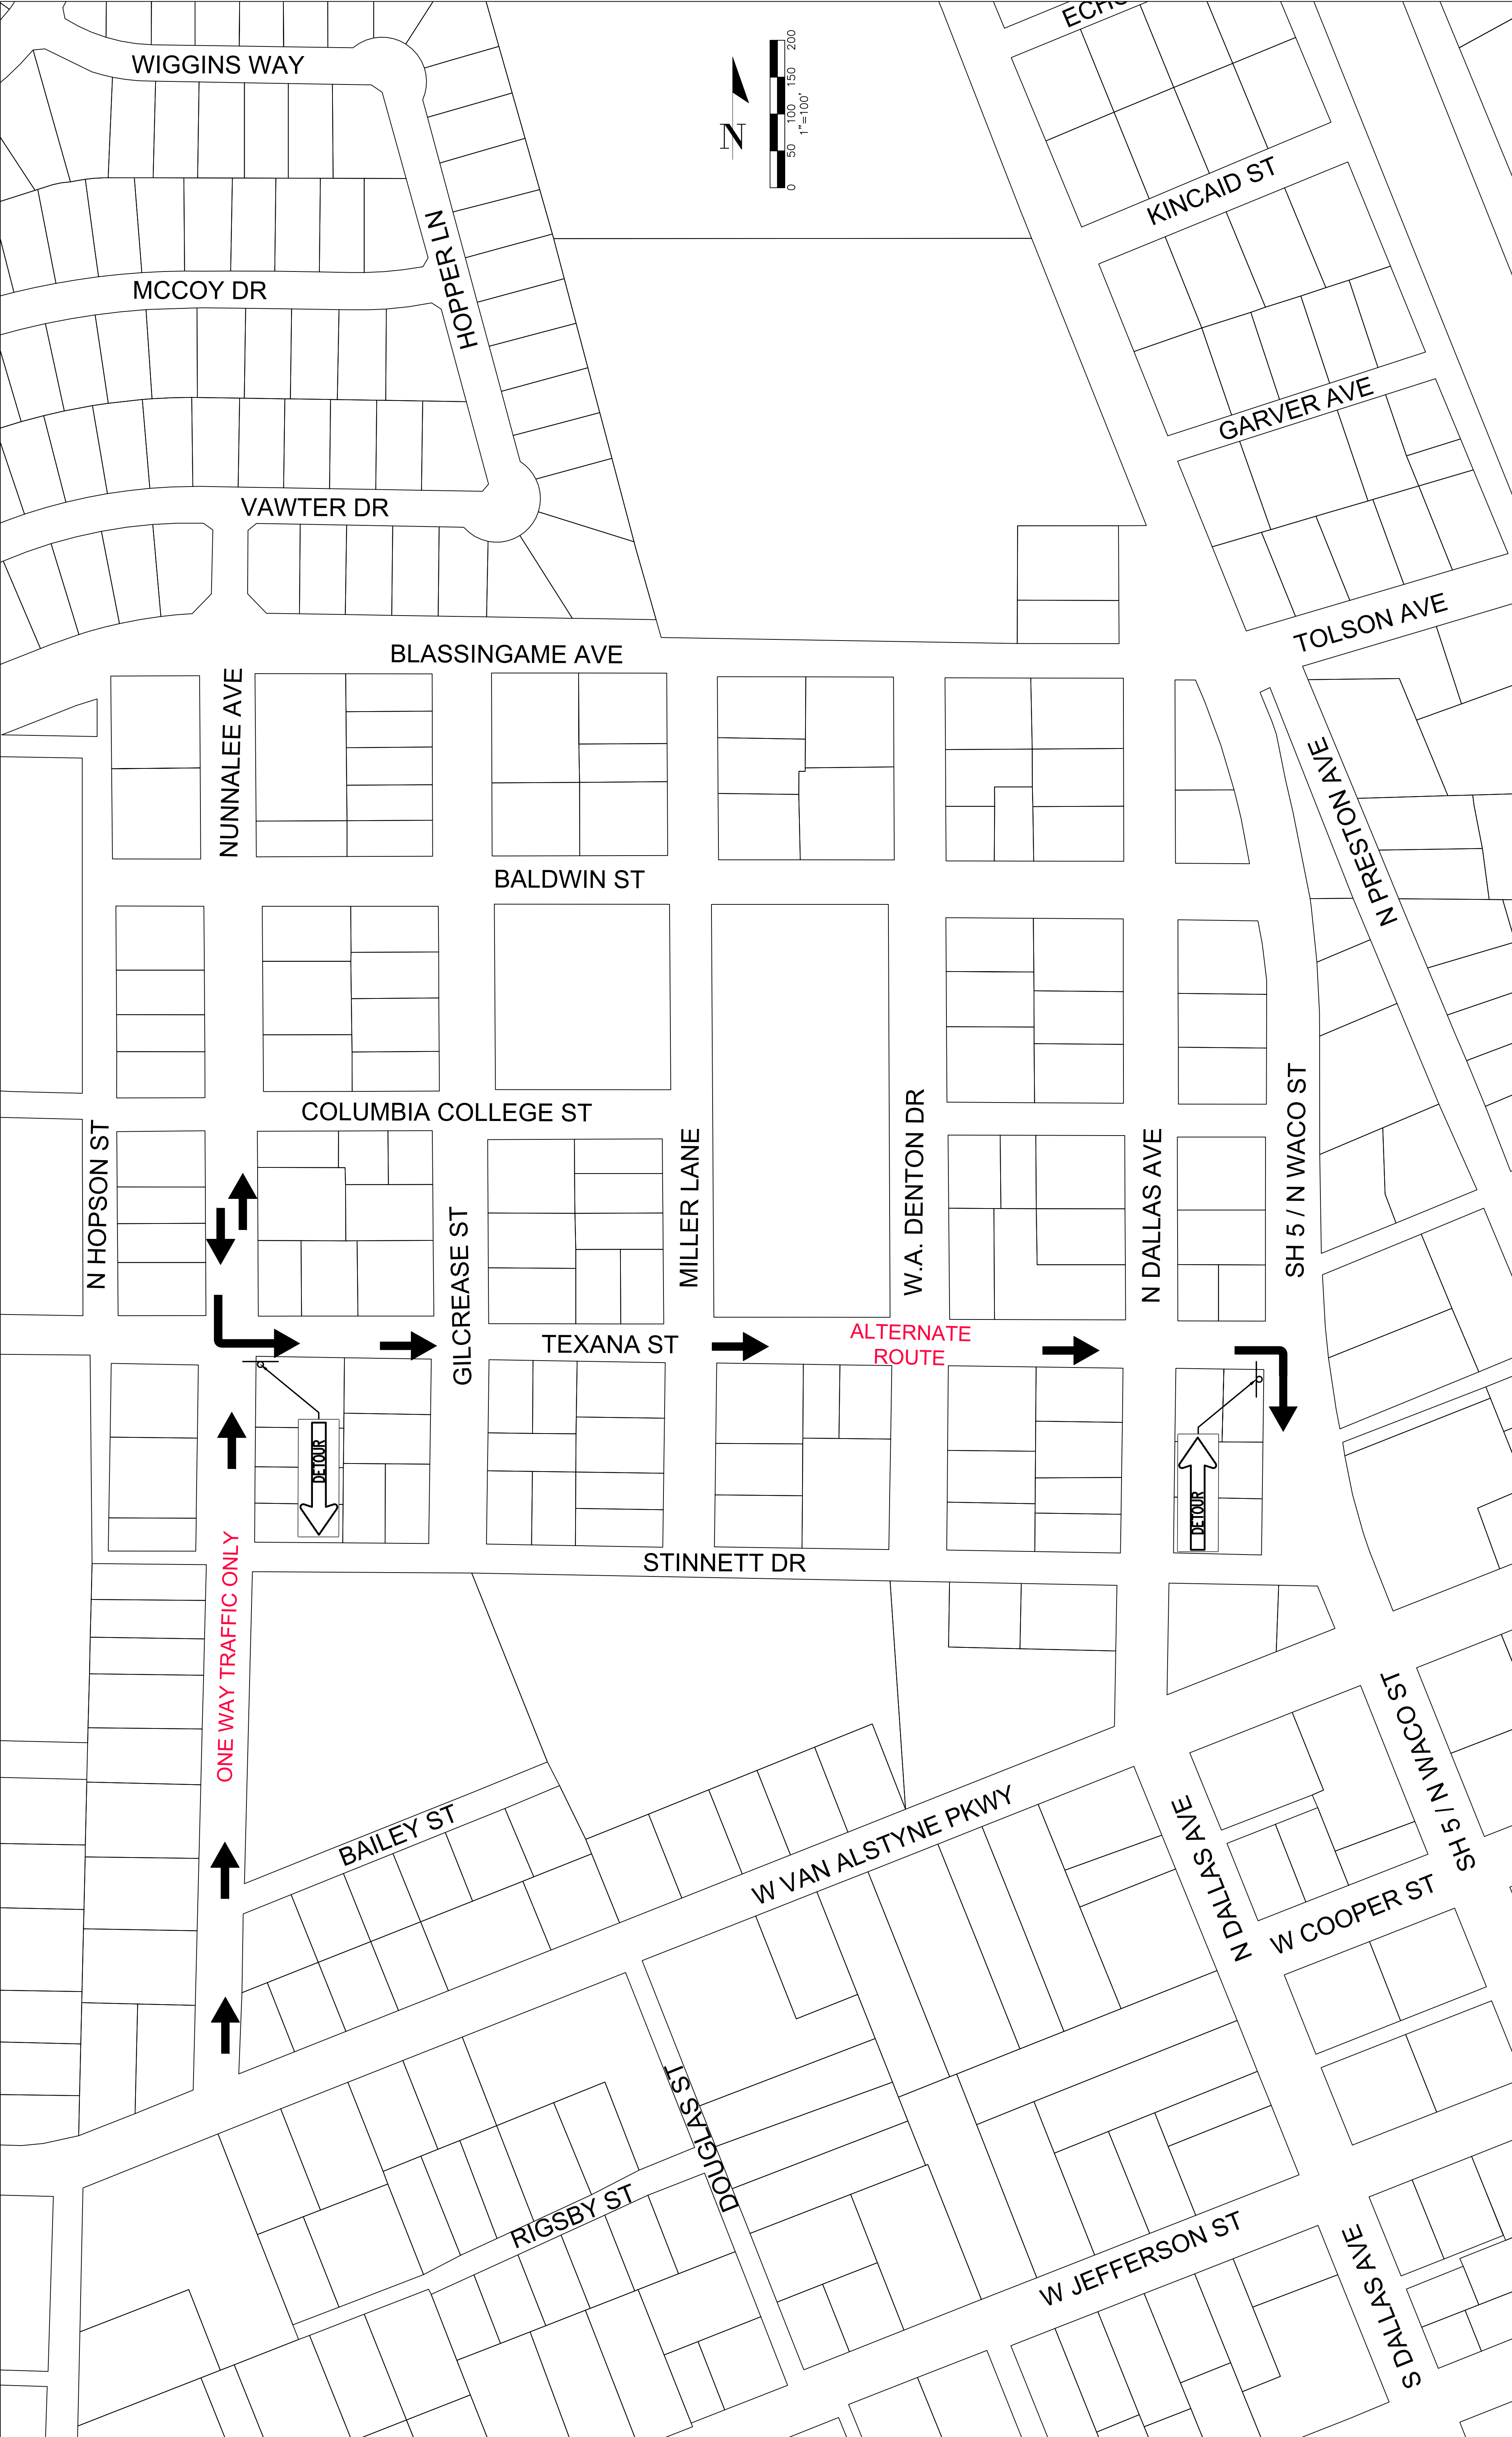 ECHO
WIGGINS WAY
N
0 50 100 150 200
1"=100'
KINCAID ST
HOPPER LN
MCCOY DR
GARVER AVE
VAWTER DR
TOLSON AVE
BLASSINGAME AVE
NUNNALEE AVE
N PRESTON AVE
BALDWIN ST
COLUMBIA COLLEGE ST
N HOPSON ST
GILCREASE ST
MILLER LANE
W.A. DENTON DR
N DALLAS AVE
SH 5 / N WACO ST
TEXANA ST
ALTERNATE
ROUTE
DETOUR
DETOUR
STINNETT DR
ONE WAY TRAFFIC ONLY
BAILEY ST
W VAN ALSTYNE PKWY
N DALLAS AVE
SH 5 / N WACO ST
W COOPER ST
DOUGLAS ST
RIGSBY ST
W JEFFERSON ST
S DALLAS AVE